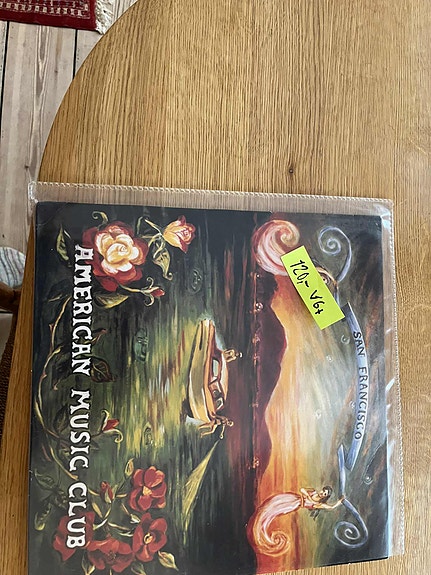 120,- VG+
SAN FRANCISCO
AMERICAN MUSIC CLUB